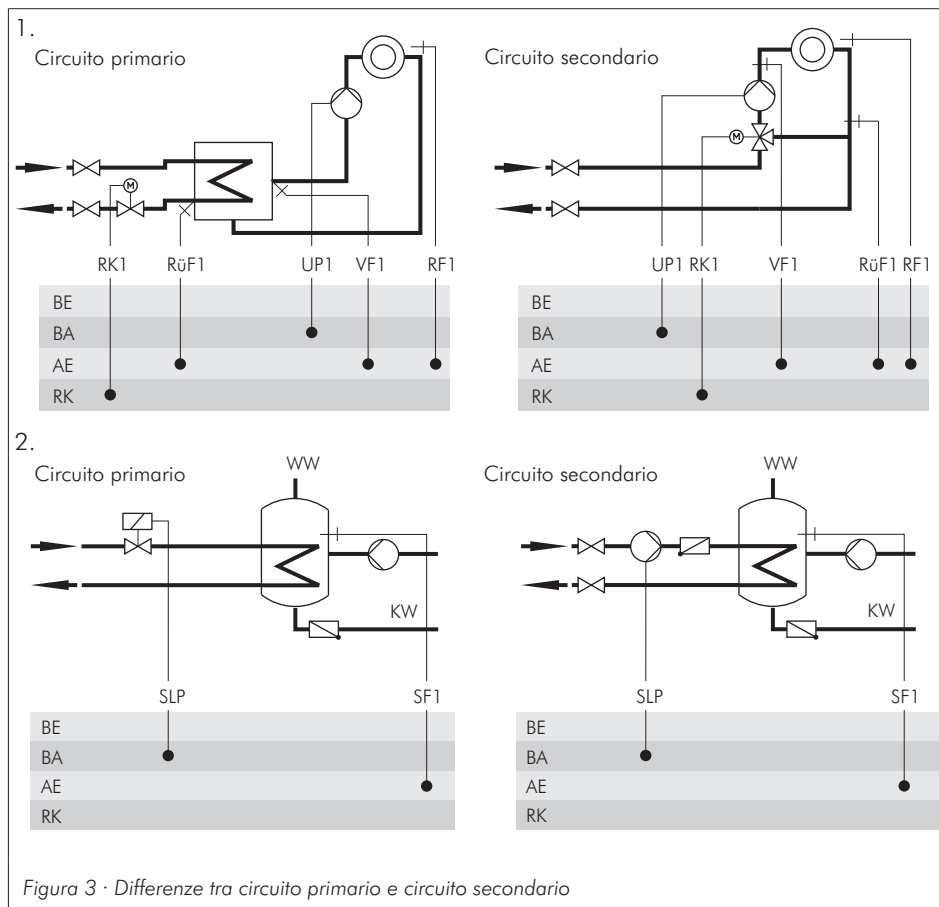 1.
Circuito primario
Circuito secondario
M
M
RK1 RüF1 UP1 VF1 RF1
UP1 RK1 VF1 RüF1 RF1
BE
BA
AE
RK
BE
BA
AE
RK
2.
Circuito primario
Circuito secondario
WW
WW
KW
KW
SLP SF1
SLP SF1
BE
BA
AE
RK
BE
BA
AE
RK
Figura 3 · Differenze tra circuito primario e circuito secondario